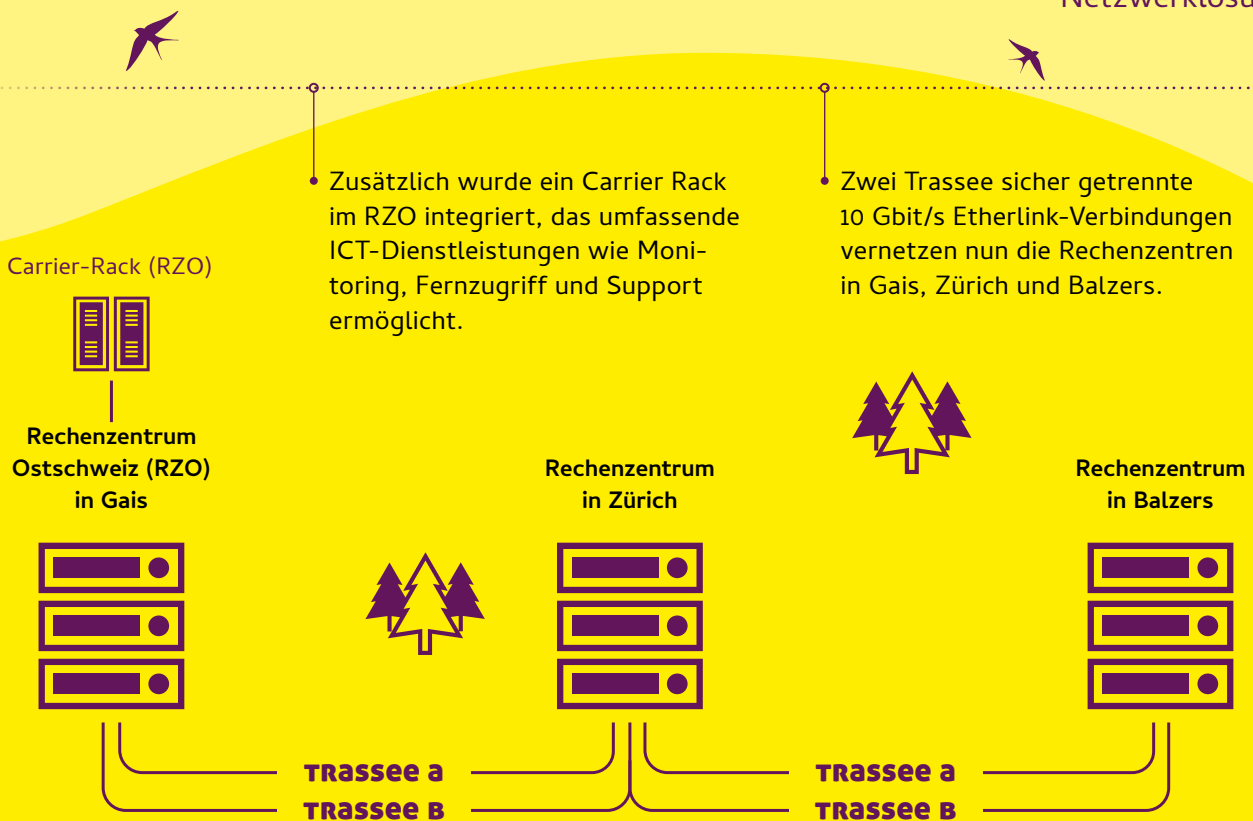 Zusätzlich wurde ein Carrier Rack
im RZO integriert, das umfassende
ICT-Dienstleistungen wie Moni-
toring, Fernzugriff und Support
ermöglicht.
Zwei Trassee sicher getrennte
10 Gbit/s Etherlink-Verbindungen
vernetzen nun die Rechenzentren
in Gais, Zürich und Balzers.
Carrier-Rack (RZO)
Rechenzentrum
Ostschweiz (RZO)
in Gais
Rechenzentrum
in Zürich
Rechenzentrum
in Balzers
Trassee a
Trassee B
Trassee a
Trassee B